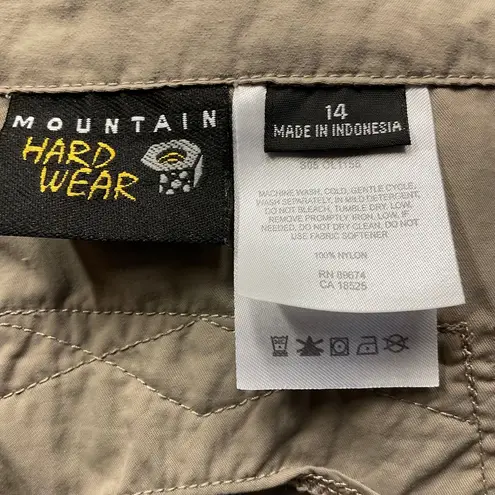 MOUNTAIN
HARD
WEAR
14
MADE IN INDONESIA
S05 OL1156
MACHINE WASH, COLD, GENTLE CYCLE,
WASH SEPARATELY, IN MILD DETERGENT,
DO NOT BLEACH, TUMBLE DRY, LOW,
REMOVE PROMPTLY, IRON, LOW, IF
NEEDED, DO NOT DRY CLEAN, DO NOT
USE FABRIC SOFTENER
100% NYLON
RN 89674
CA 18525